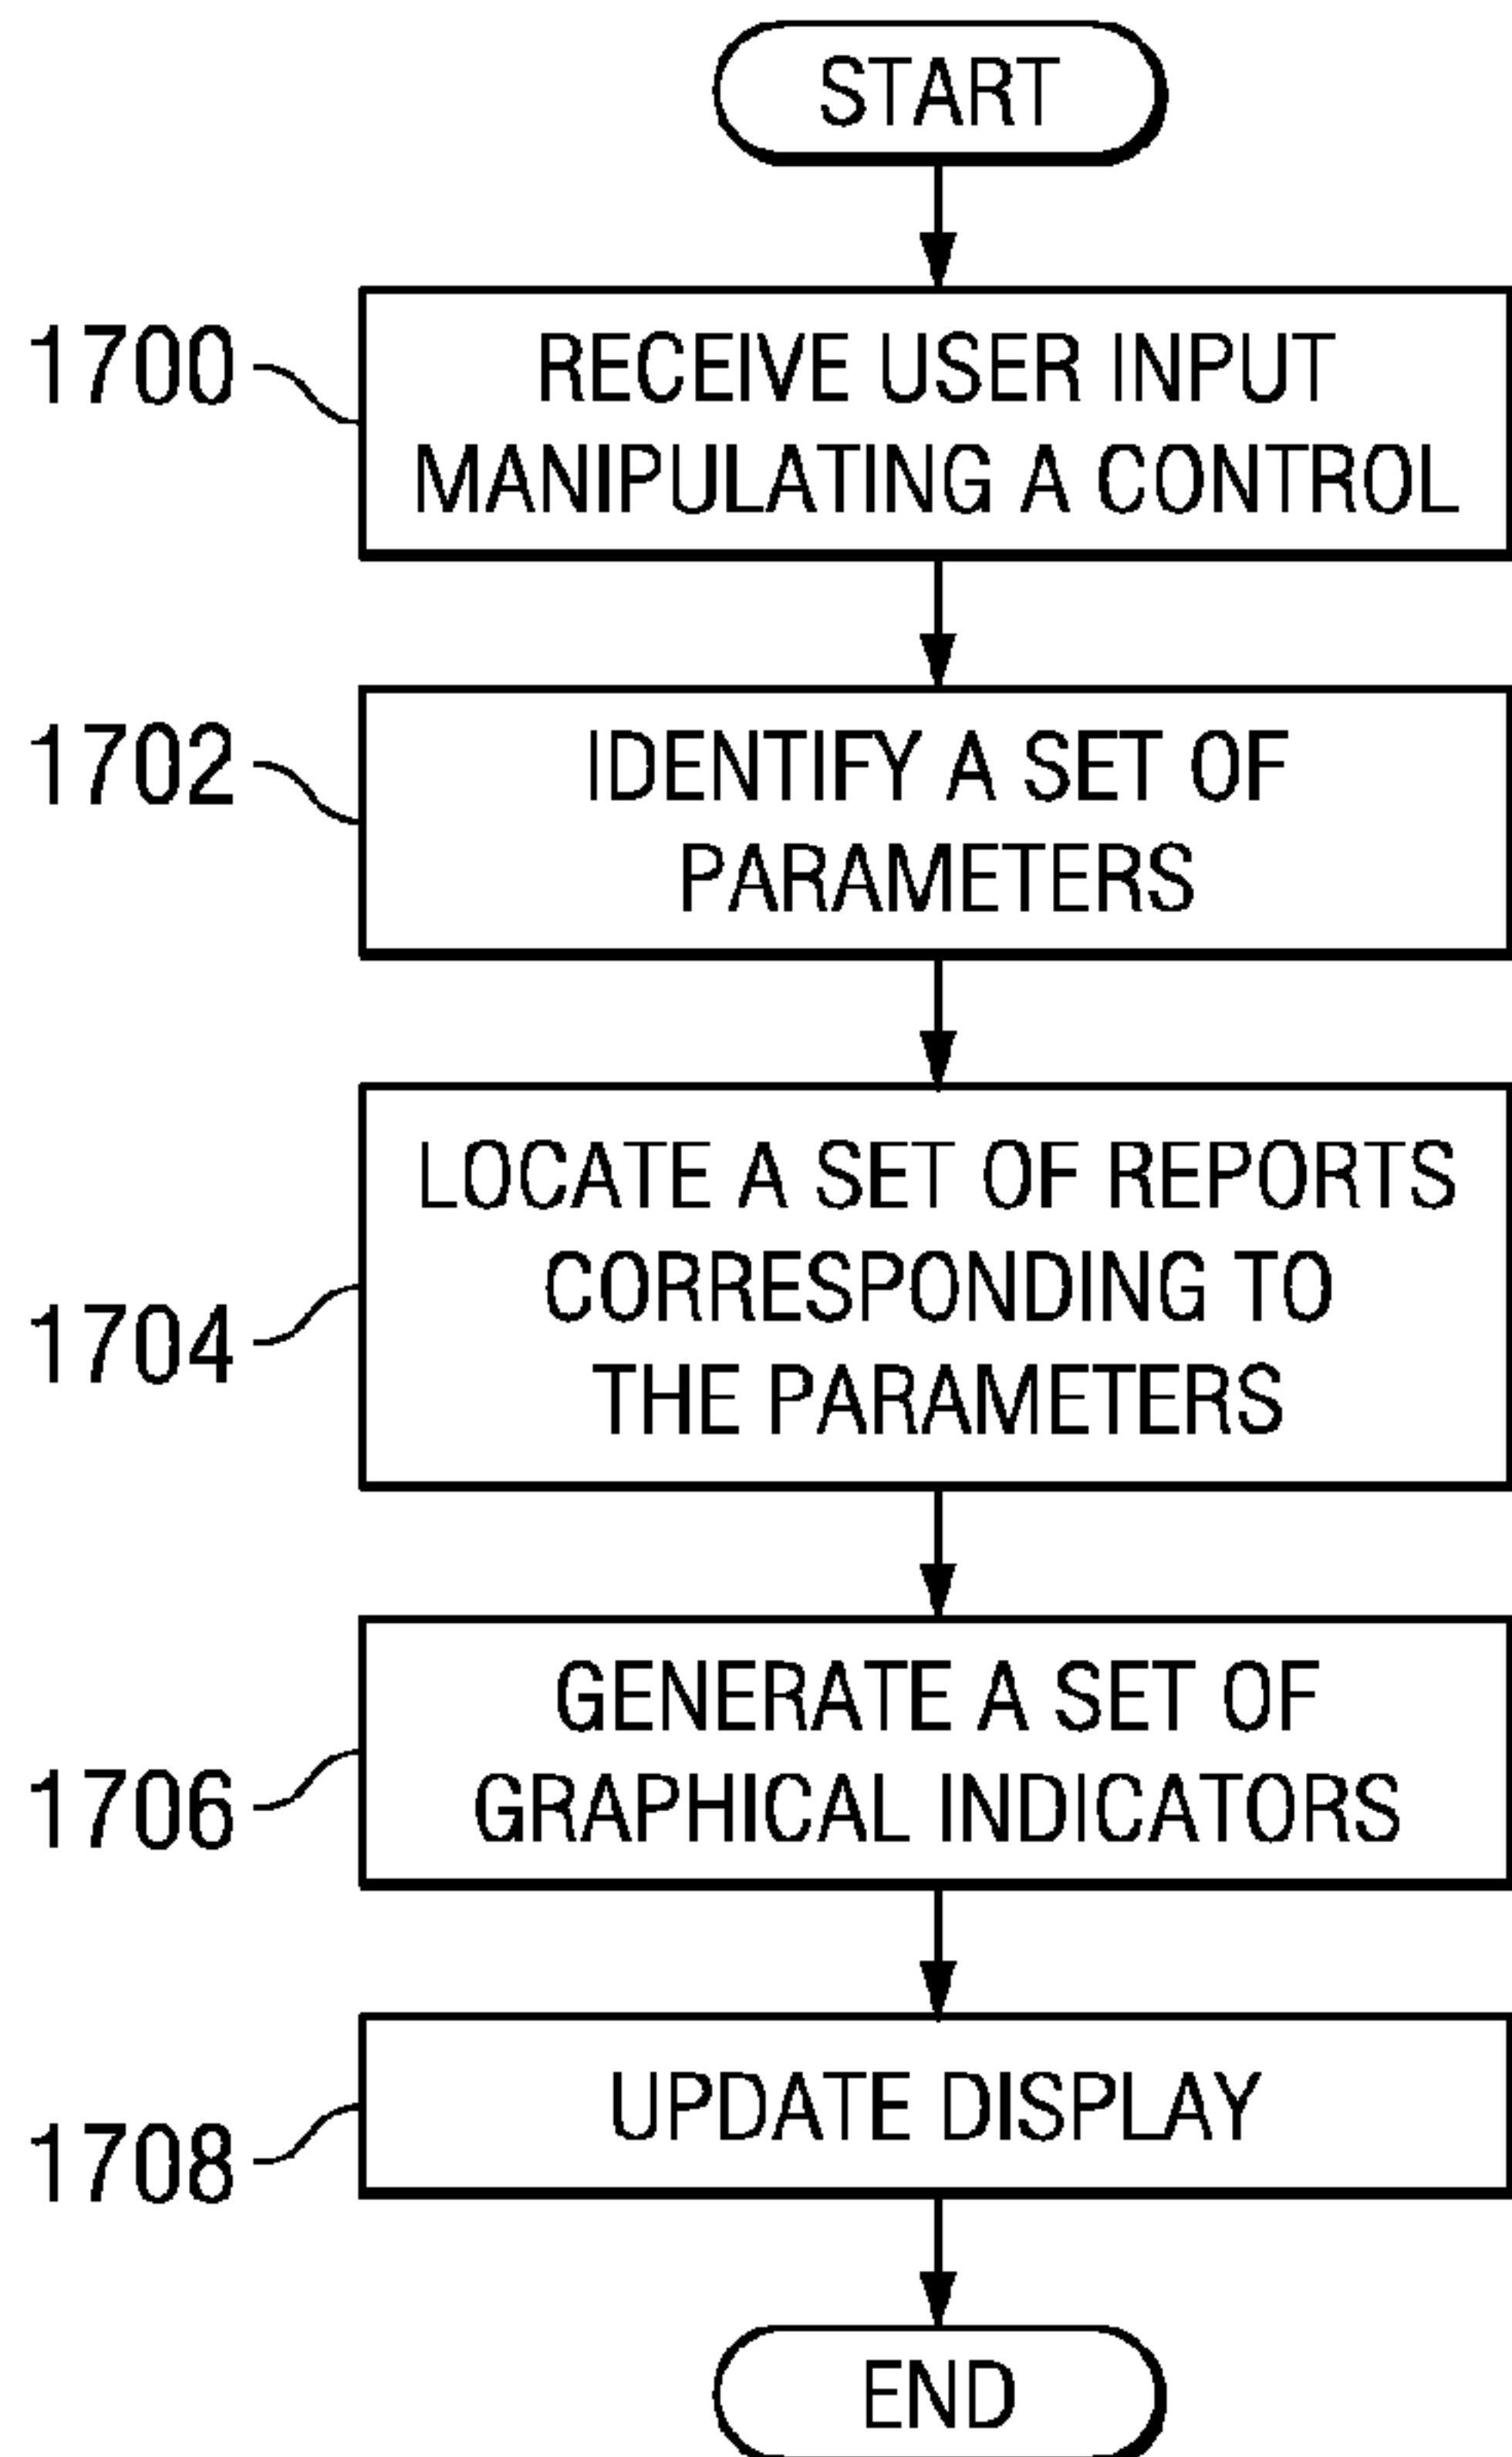 START
1700
RECEIVE USER INPUT
MANIPULATING A CONTROL
1702
IDENTIFY A SET OF
PARAMETERS
1704
LOCATE A SET OF REPORTS
CORRESPONDING TO
THE PARAMETERS
1706
GENERATE A SET OF
GRAPHICAL INDICATORS
1708
UPDATE DISPLAY
END